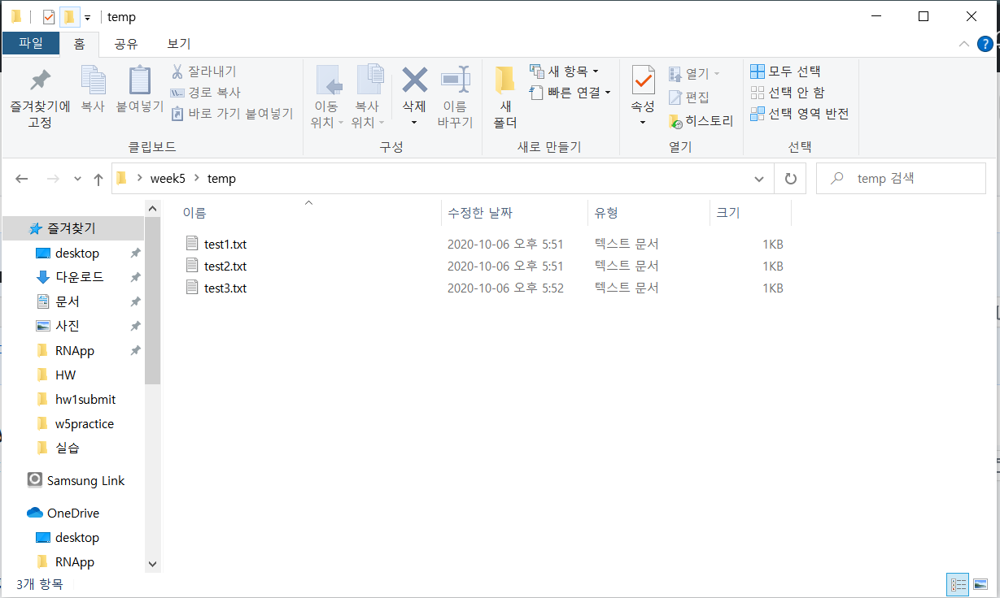 temp
파일 홈 공유 보기
즐겨찾기에 고정
복사
붙여넣기
잘라내기
경로 복사
바로 가기 붙여넣기
클립보드
이동 위치
복사 위치
삭제
이름 바꾸기
구성
새 폴더
새 항목
빠른 연결
새로 만들기
속성
열기
편집
히스토리
열기
모두 선택
선택 안 함
선택 영역 반전
선택
week5 > temp
temp 검색
이름 수정한 날짜 유형 크기
test1.txt 2020-10-06 오후 5:51 텍스트 문서 1KB
test2.txt 2020-10-06 오후 5:51 텍스트 문서 1KB
test3.txt 2020-10-06 오후 5:52 텍스트 문서 1KB
즐겨찾기
desktop
다운로드
문서
사진
RNApp
HW
hw1submit
w5practice
실습
Samsung Link
OneDrive
desktop
RNApp
3개 항목